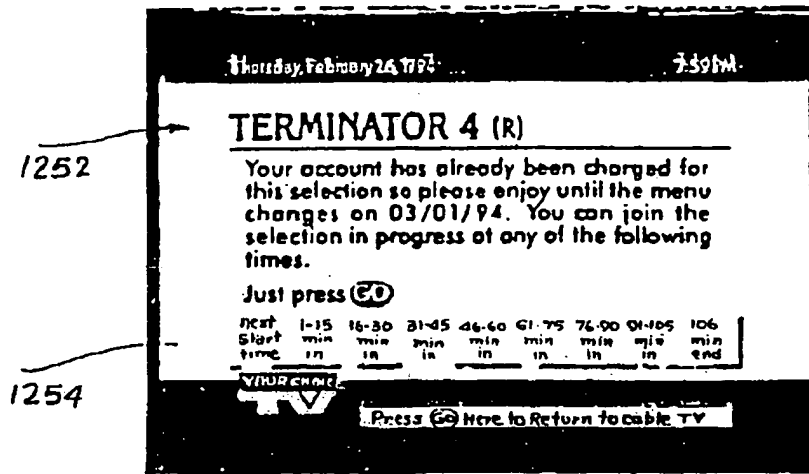 Thursday, February 26, 1994 7:59PM
TERMINATOR 4 (R)
1252
Your account has already been charged for
this selection so please enjoy until the menu
changes on 03/01/94. You can join the
selection in progress at any of the following
times.
Just press GO
next 1-15 16-30 31-45 46-60 61-75 76-90 91-105 106
start min min min min min min min min
time in in in in in in in end
1254
YOUR CHOICE
TV
Press GO Here to Return to cable TV